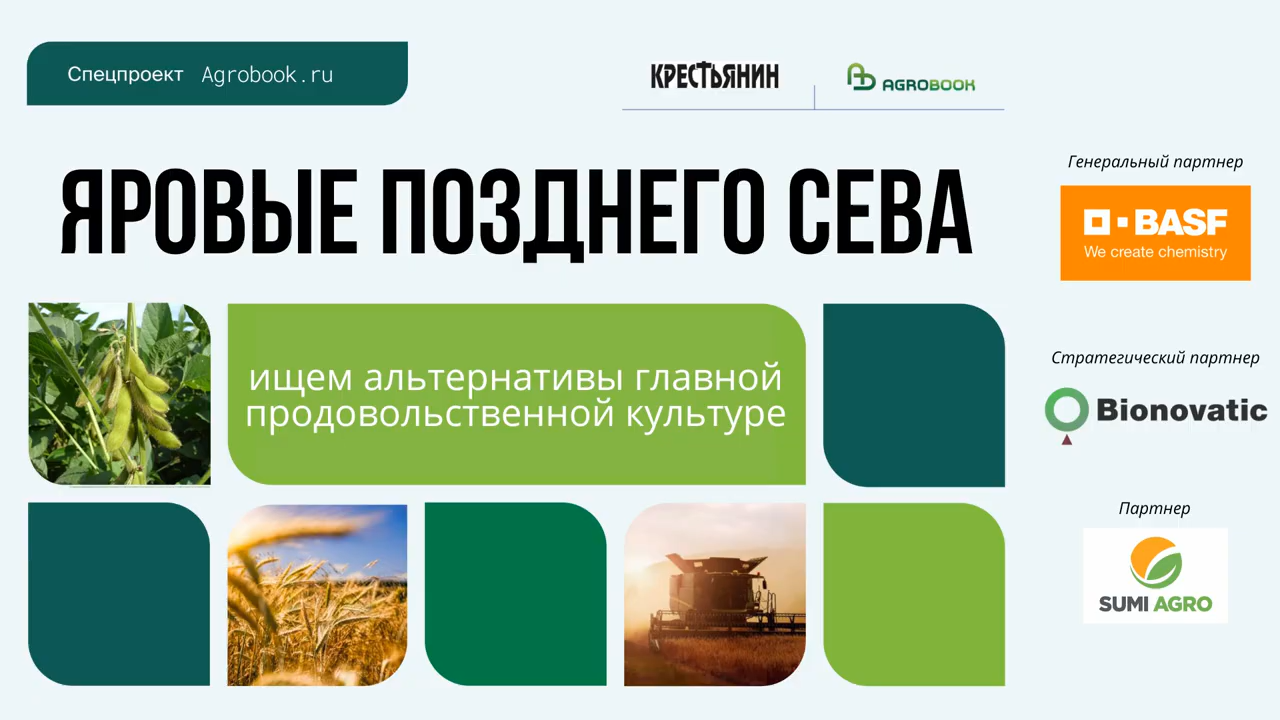 Спецпроект Agrobook.ru
КРЕСТЬЯНИН
AGROBOOK
ЯРОВЫЕ ПОЗДНЕГО СЕВА
ищем альтернативы главной
продовольственной культуре
Генеральный партнер
BASF
We create chemistry
Стратегический партнер
Bionovatic
Партнер
SUMI AGRO